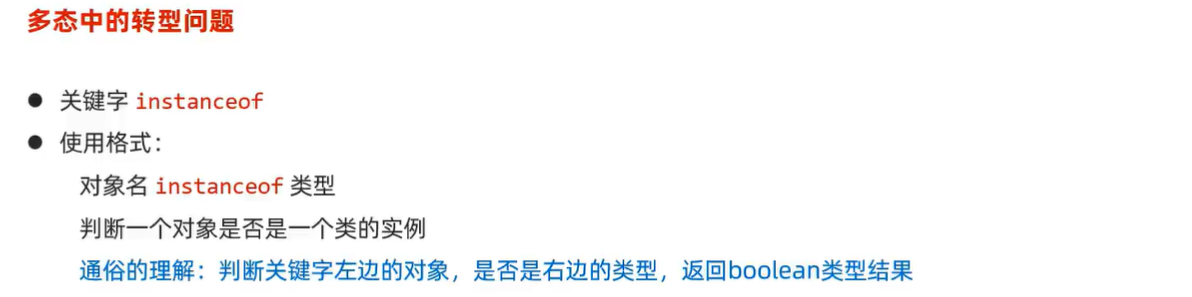 多态中的转型问题
● 关键字 instanceof
● 使用格式：
对象名 instanceof 类型
判断一个对象是否是一个类的实例
通俗的理解：判断关键字左边的对象，是否是右边的类型，返回boolean类型结果